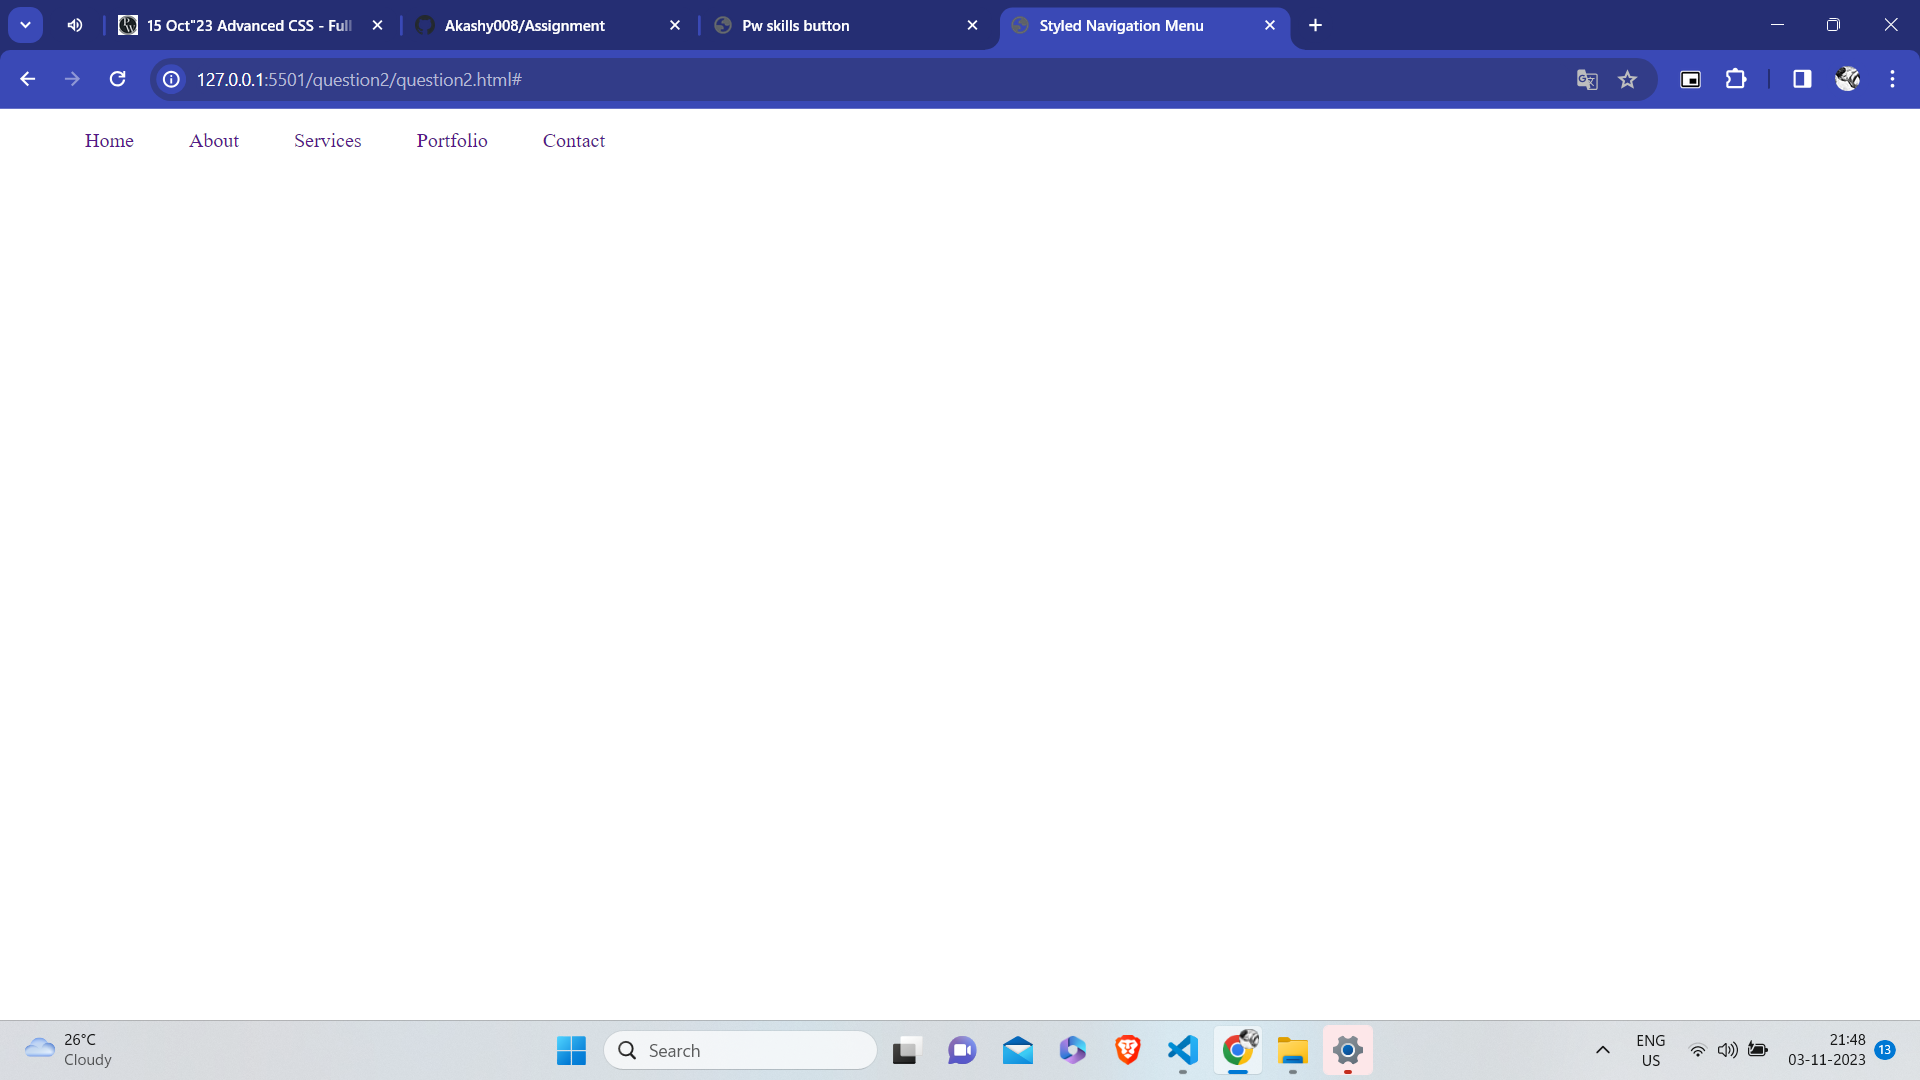 15 Oct"23 Advanced CSS - Full
Akashy008/Assignment
Pw skills button
Styled Navigation Menu
127.0.0.1:5501/question2/question2.html#
Home About Services Portfolio Contact
26°C
Cloudy
Search
ENG
US
21:48
03-11-2023
13